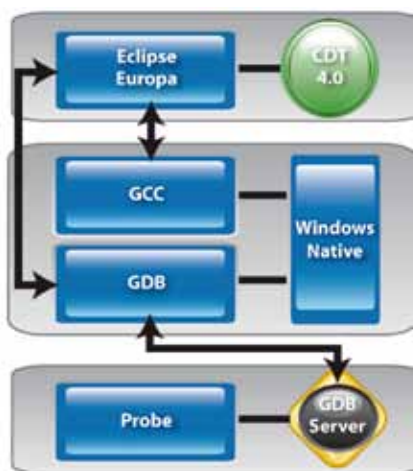 Eclipse
Europa
CDT
4.0
GCC
Windows
Native
GDB
Probe
GDB
Server